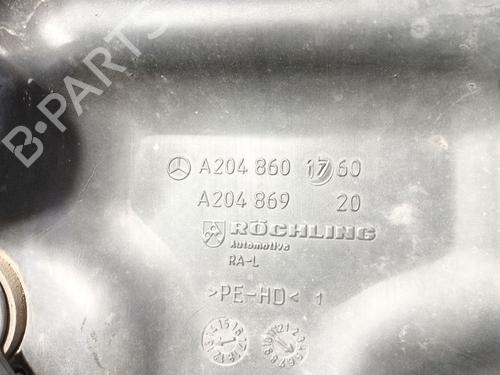 B-PARTS
A204 860 17 60
A204 869 20
RÖCHLING
Automotive
RA-L
>PE-HD< 1